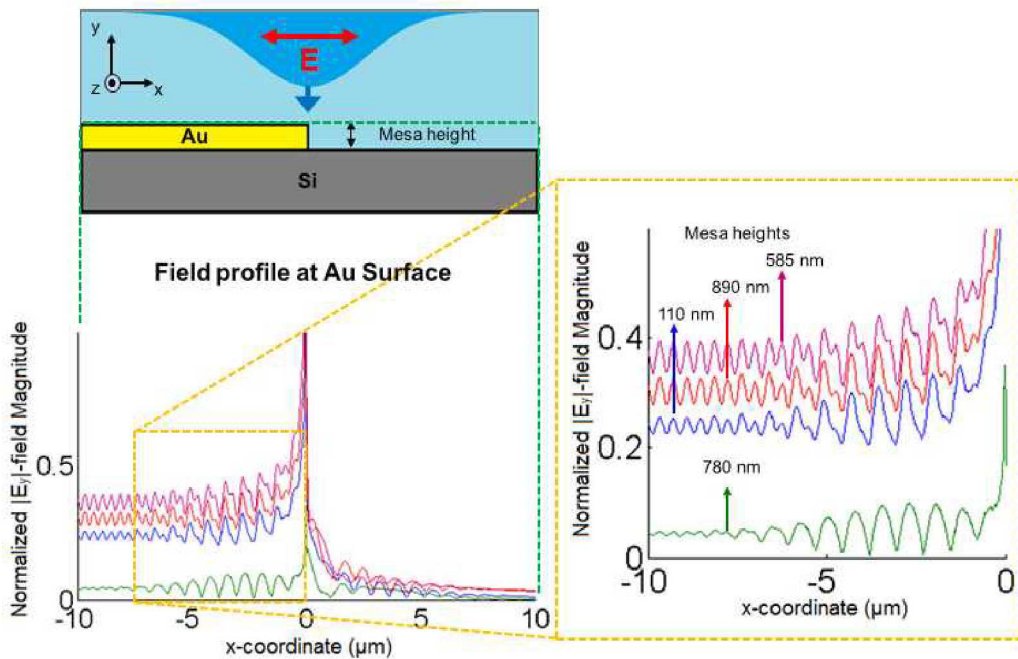 y
E
z
x
Au
Mesa height
Si
Field profile at Au Surface
Normalized |Ey|-field Magnitude
0.5
0
-10
-5
0
5
10
x-coordinate (µm)
Mesa heights
585 nm
890 nm
110 nm
780 nm
Normalized |Ey|-field Magnitude
0.4
0.2
0
-10
-5
0
x-coordinate (µm)